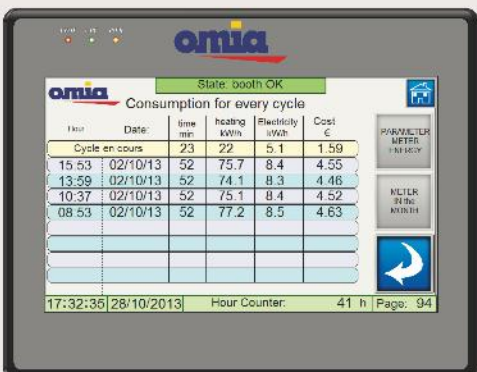 omia
omia
State: booth OK
Consumption for every cycle
Hour Date: time min heating kW/h Electricity kW/h Cost €
Cycle en cours 23 22 5.1 1.59
15:53 02/10/13 52 75.7 8.4 4.55
13:59 02/10/13 52 74.1 8.3 4.46
10:37 02/10/13 52 75.1 8.4 4.52
08:53 02/10/13 52 77.2 8.5 4.63
PARAMETER
METER
ENERGY
METER
IN the
MONTH
17:32:35 28/10/2013 Hour Counter: 41 h Page: 94